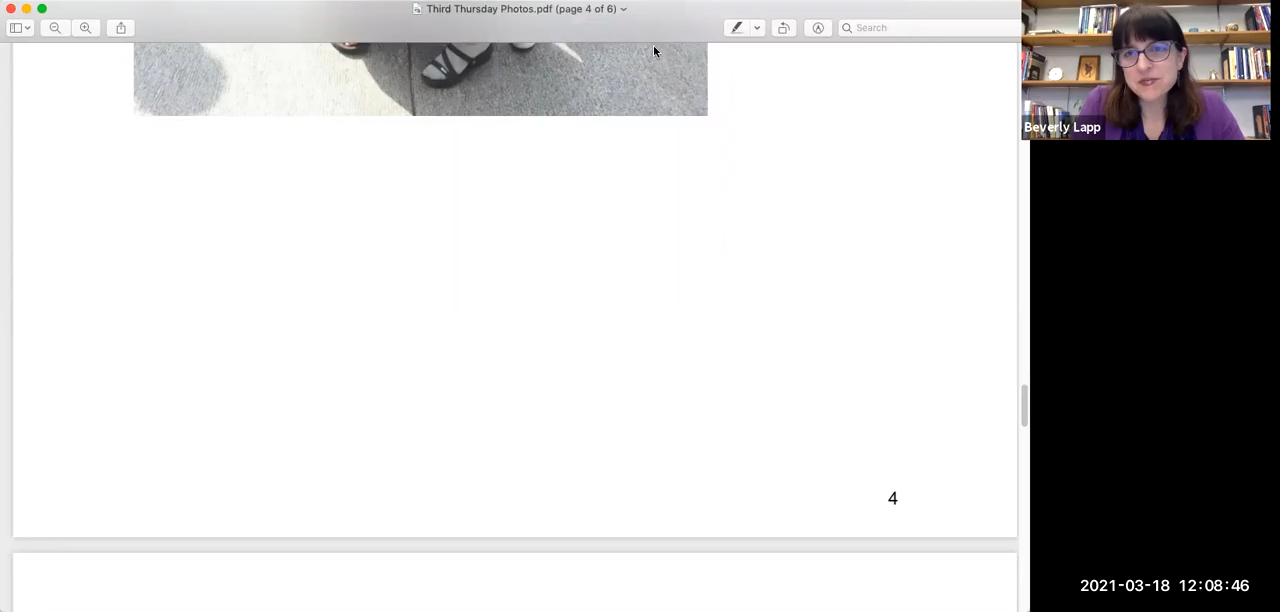 Third Thursday Photos.pdf (page 4 of 6)
Search
Beverly Lapp
4
2021-03-18 12:08:46